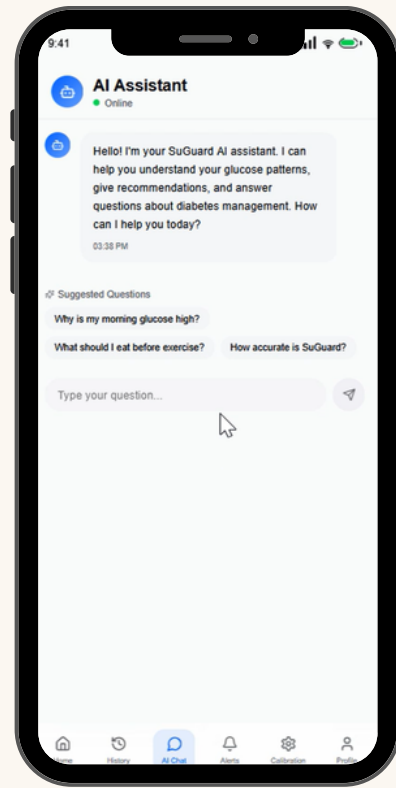 9:41
AI Assistant
Online
Hello! I'm your SuGuard AI assistant. I can
help you understand your glucose patterns,
give recommendations, and answer
questions about diabetes management. How
can I help you today?
03:38 PM
Suggested Questions
Why is my morning glucose high?
What should I eat before exercise?
How accurate is SuGuard?
Type your question...
Home
History
AI Chat
Alerts
Calibration
Profile